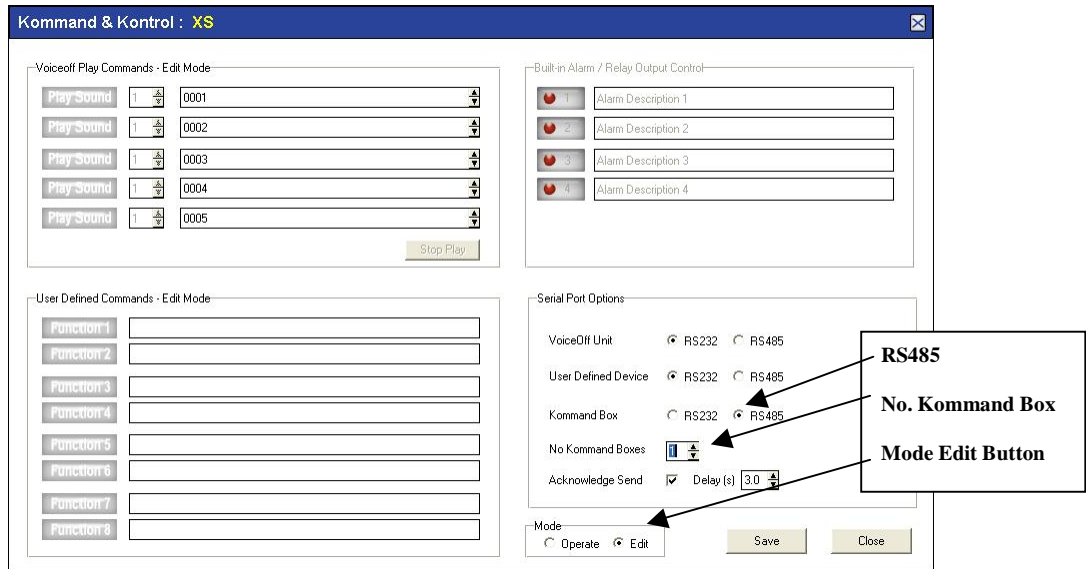 Kommand & Kontrol : XS
Voiceoff Play Commands - Edit Mode
Play Sound 1 0001
Play Sound 1 0002
Play Sound 1 0003
Play Sound 1 0004
Play Sound 1 0005
Stop Play
Built-in Alarm / Relay Output Control
1 Alarm Description 1
2 Alarm Description 2
3 Alarm Description 3
4 Alarm Description 4
User Defined Commands - Edit Mode
Function 1
Function 2
Function 3
Function 4
Function 5
Function 6
Function 7
Function 8
Serial Port Options
VoiceOff Unit RS232 RS485
User Defined Device RS232 RS485
Kommand Box RS232 RS485
No Kommand Boxes 1
Acknowledge Send Delay (s) 3.0
Mode
Operate Edit
Save Close
RS485
No. Kommand Box
Mode Edit Button